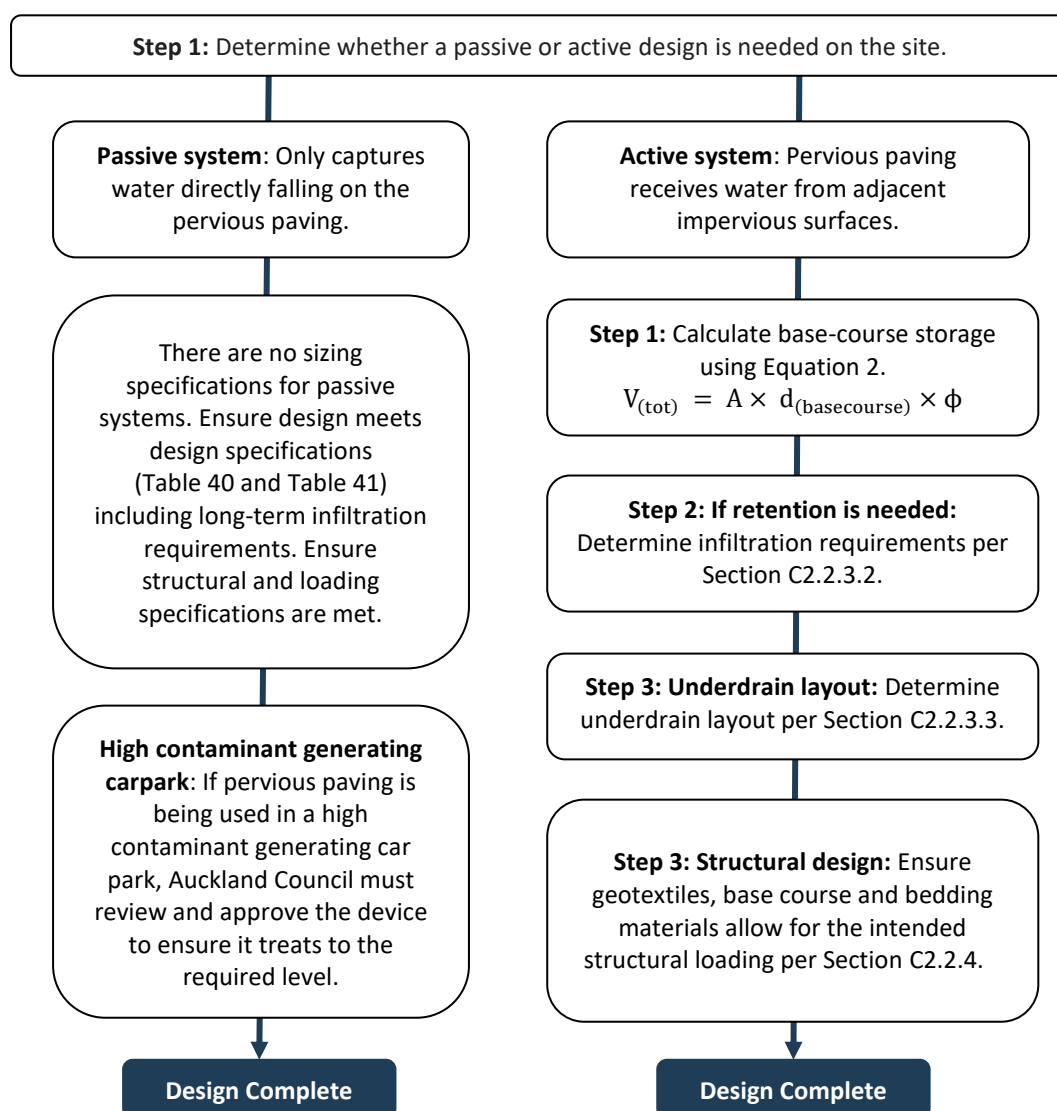 Step 1: Determine whether a passive or active design is needed on the site.
Passive system: Only captures
water directly falling on the
pervious paving.
There are no sizing
specifications for passive
systems. Ensure design meets
design specifications
(Table 40 and Table 41)
including long-term infiltration
requirements. Ensure
structural and loading
specifications are met.
High contaminant generating
carpark: If pervious paving is
being used in a high
contaminant generating car
park, Auckland Council must
review and approve the device
to ensure it treats to the
required level.
Design Complete
Active system: Pervious paving
receives water from adjacent
impervious surfaces.
Step 1: Calculate base-course storage
using Equation 2.
V(tot) = A × d(basecourse) × ϕ
Step 2: If retention is needed:
Determine infiltration requirements per
Section C2.2.3.2.
Step 3: Underdrain layout: Determine
underdrain layout per Section C2.2.3.3.
Step 3: Structural design: Ensure
geotextiles, base course and bedding
materials allow for the intended
structural loading per Section C2.2.4.
Design Complete